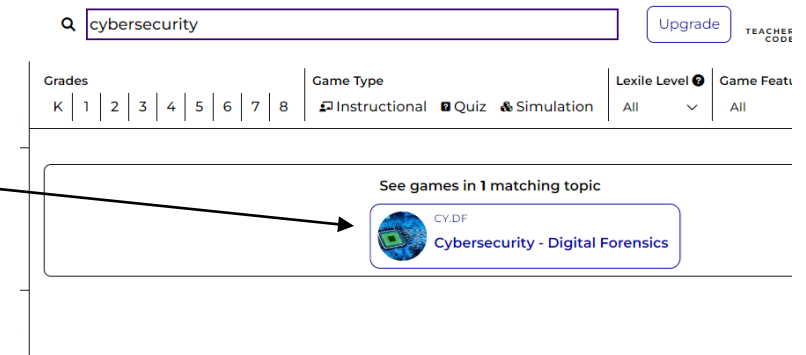 cybersecurity
Upgrade
TEACHER
CODE
Grades
K 1 2 3 4 5 6 7 8
Game Type
Instructional Quiz Simulation
Lexile Level ?
All
Game Featu
All
See games in 1 matching topic
CY.DF
Cybersecurity - Digital Forensics